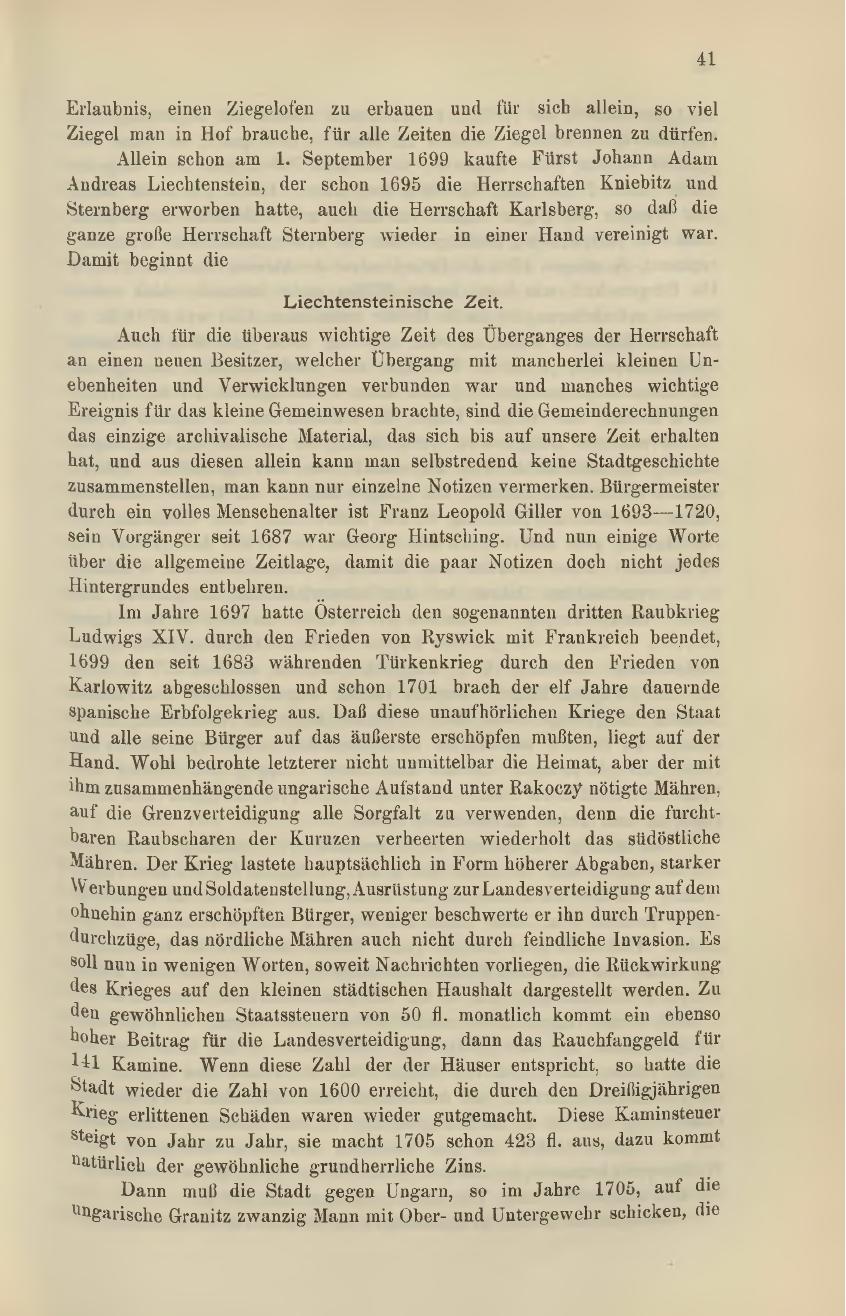 41
Erlaubnis, einen Ziegelofen zu erbauen und für sich allein, so viel
Ziegel man in Hof brauche, für alle Zeiten die Ziegel brennen zu dürfen.
Allein schon am 1. September 1699 kaufte Fürst Johann Adam
Andreas Liechtenstein, der schon 1695 die Herrschaften Kniebitz und
Sternberg erworben hatte, auch die Herrschaft Karlsberg, so daß die
ganze große Herrschaft Sternberg wieder in einer Hand vereinigt war.
Damit beginnt die
Liechtensteinische Zeit.
Auch für die überaus wichtige Zeit des Überganges der Herrschaft
an einen neuen Besitzer, welcher Übergang mit mancherlei kleinen Un-
ebenheiten und Verwicklungen verbunden war und manches wichtige
Ereignis für das kleine Gemeinwesen brachte, sind die Gemeinderechnungen
das einzige archivalische Material, das sich bis auf unsere Zeit erhalten
hat, und aus diesen allein kann man selbstredend keine Stadtgeschichte
zusammenstellen, man kann nur einzelne Notizen vermerken. Bürgermeister
durch ein volles Menschenalter ist Franz Leopold Giller von 1693—1720,
sein Vorgänger seit 1687 war Georg Hintsching. Und nun einige Worte
über die allgemeine Zeitlage, damit die paar Notizen doch nicht jedes
Hintergrundes entbehren.
Im Jahre 1697 hatte Österreich den sogenannten dritten Raubkrieg
Ludwigs XIV. durch den Frieden von Ryswick mit Frankreich beendet,
1699 den seit 1683 währenden Türkenkrieg durch den Frieden von
Karlowitz abgeschlossen und schon 1701 brach der elf Jahre dauernde
spanische Erbfolgekrieg aus. Daß diese unaufhörlichen Kriege den Staat
und alle seine Bürger auf das äußerste erschöpfen mußten, liegt auf der
Hand. Wohl bedrohte letzterer nicht unmittelbar die Heimat, aber der mit
ihm zusammenhängende ungarische Aufstand unter Rakoczy nötigte Mähren,
auf die Grenzverteidigung alle Sorgfalt zu verwenden, denn die furcht-
baren Raubscharen der Kuruzen verheerten wiederholt das südöstliche
Mähren. Der Krieg lastete hauptsächlich in Form höherer Abgaben, starker
Werbungen und Soldatenstellung, Ausrüstung zur Landesverteidigung auf dem
ohnehin ganz erschöpften Bürger, weniger beschwerte er ihn durch Truppen-
durchzüge, das nördliche Mähren auch nicht durch feindliche Invasion. Es
soll nun in wenigen Worten, soweit Nachrichten vorliegen, die Rückwirkung
des Krieges auf den kleinen städtischen Haushalt dargestellt werden. Zu
den gewöhnlichen Staatssteuern von 50 fl. monatlich kommt ein ebenso
hoher Beitrag für die Landesverteidigung, dann das Rauchfanggeld für
141 Kamine. Wenn diese Zahl der der Häuser entspricht, so hatte die
Stadt wieder die Zahl von 1600 erreicht, die durch den Dreißigjährigen
Krieg erlittenen Schäden waren wieder gutgemacht. Diese Kaminsteuer
steigt von Jahr zu Jahr, sie macht 1705 schon 423 fl. aus, dazu kommt
natürlich der gewöhnliche grundherrliche Zins.
Dann muß die Stadt gegen Ungarn, so im Jahre 1705, auf die
ungarische Granitz zwanzig Mann mit Ober- und Untergewehr schicken, die